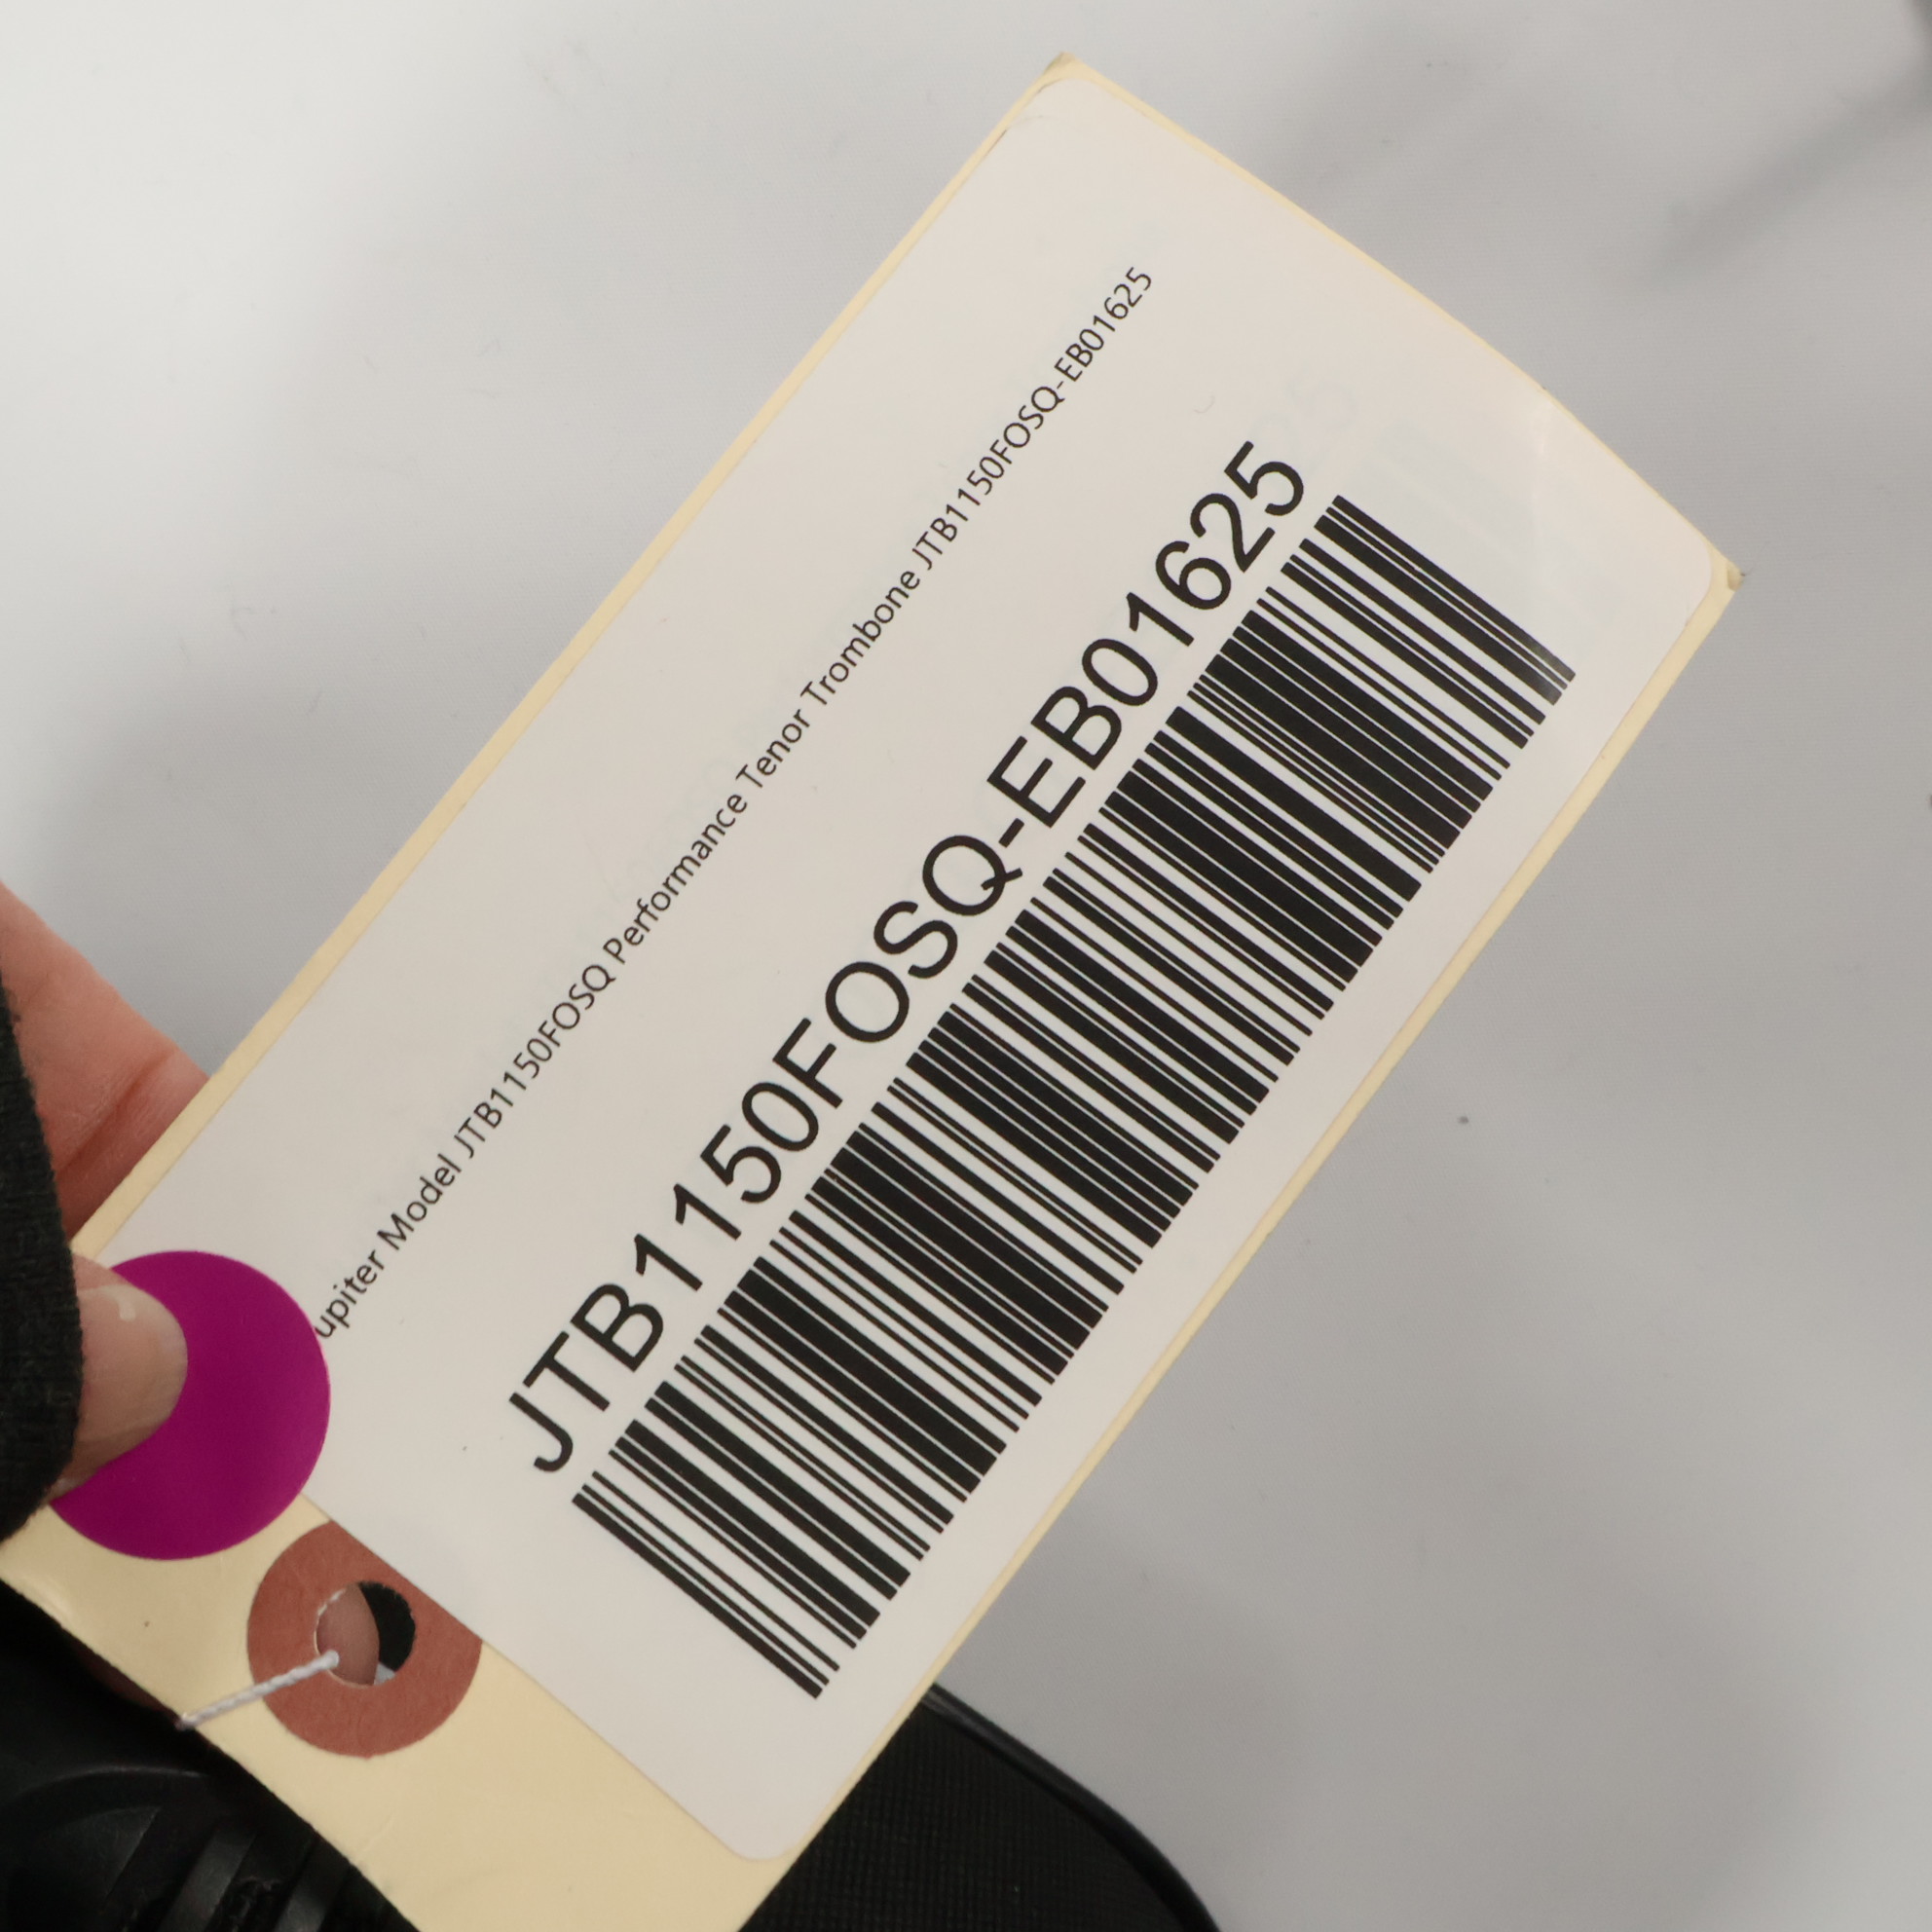 upiter Model JTB1150FOSQ Performance Tenor Trombone JTB1150FOSQ-EB01625
JTB1150FOSQ-EB01625